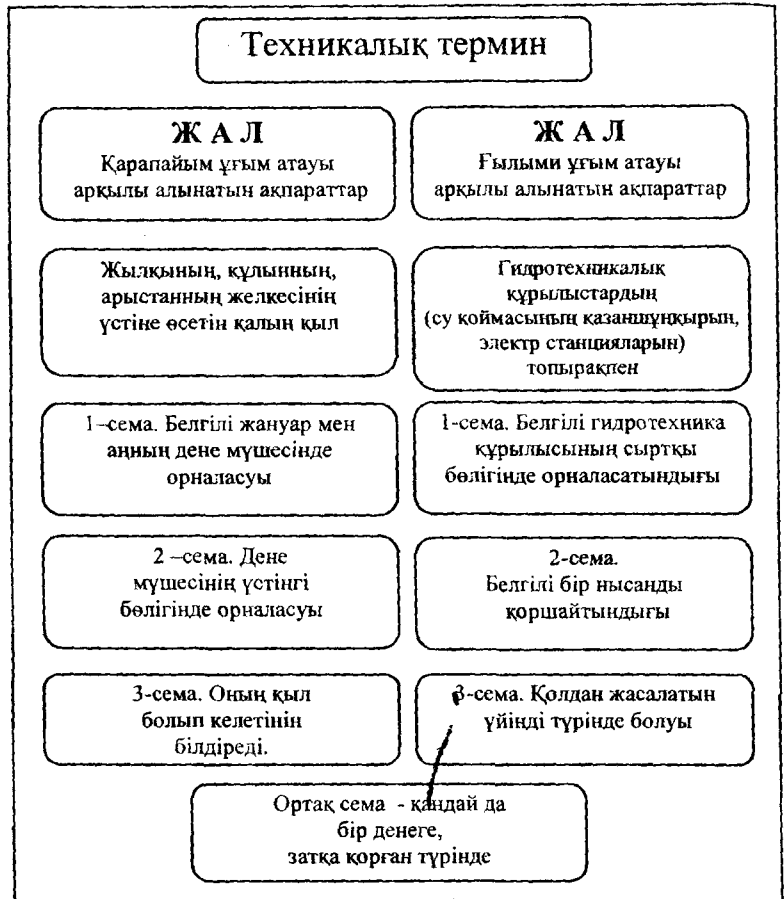 Техникалық термин
Ж А Л
Қарапайым ұғым атауы
арқылы алынатын ақпараттар
Ж А Л
Ғылыми ұғым атауы
арқылы алынатын ақпараттар
Жылқының, құлынның,
арыстанның желкесінің
үстіне өсетін қалың қыл
Гидротехникалық
құрылыстардың
(су қоймасының қазаншұңқырын,
электр станцияларын)
топырақпен
1–сема. Белгілі жануар мен
аңның дене мүшесінде
орналасуы
1-сема. Белгілі гидротехника
құрылысының сыртқы
бөлігінде орналасатындығы
2 –сема. Дене
мүшесінің үстіңгі
бөлігінде орналасуы
2-сема.
Белгілі бір нысанды
қоршайтындығы
3-сема. Оның қыл
болып келетінін
білдіреді.
3-сема. Қолдан жасалатын
үйінді түрінде болуы
Ортақ сема - қандай да
бір денеге,
затқа қорған түрінде